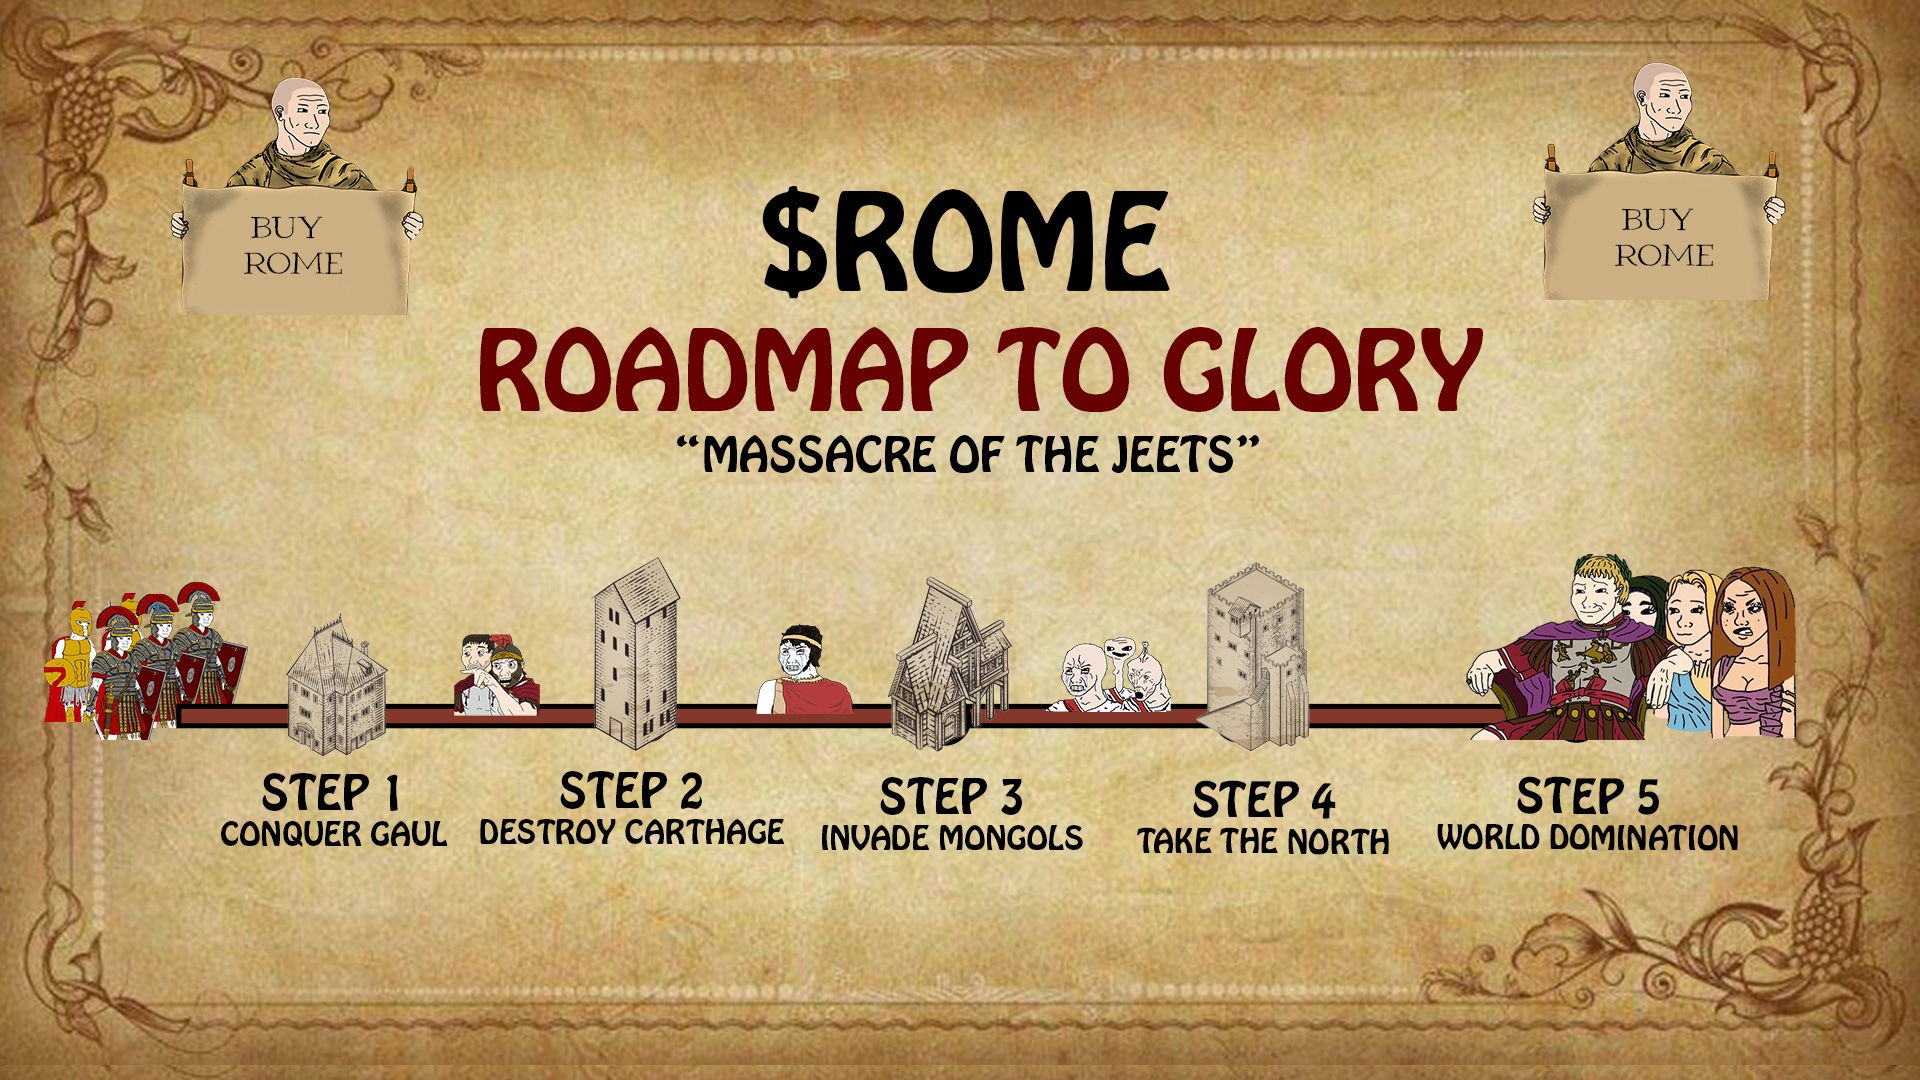 BUY
ROME
BUY
ROME
$ROME
ROADMAP TO GLORY
“MASSACRE OF THE JEETS”
STEP 1
CONQUER GAUL
STEP 2
DESTROY CARTHAGE
STEP 3
INVADE MONGOLS
STEP 4
TAKE THE NORTH
STEP 5
WORLD DOMINATION